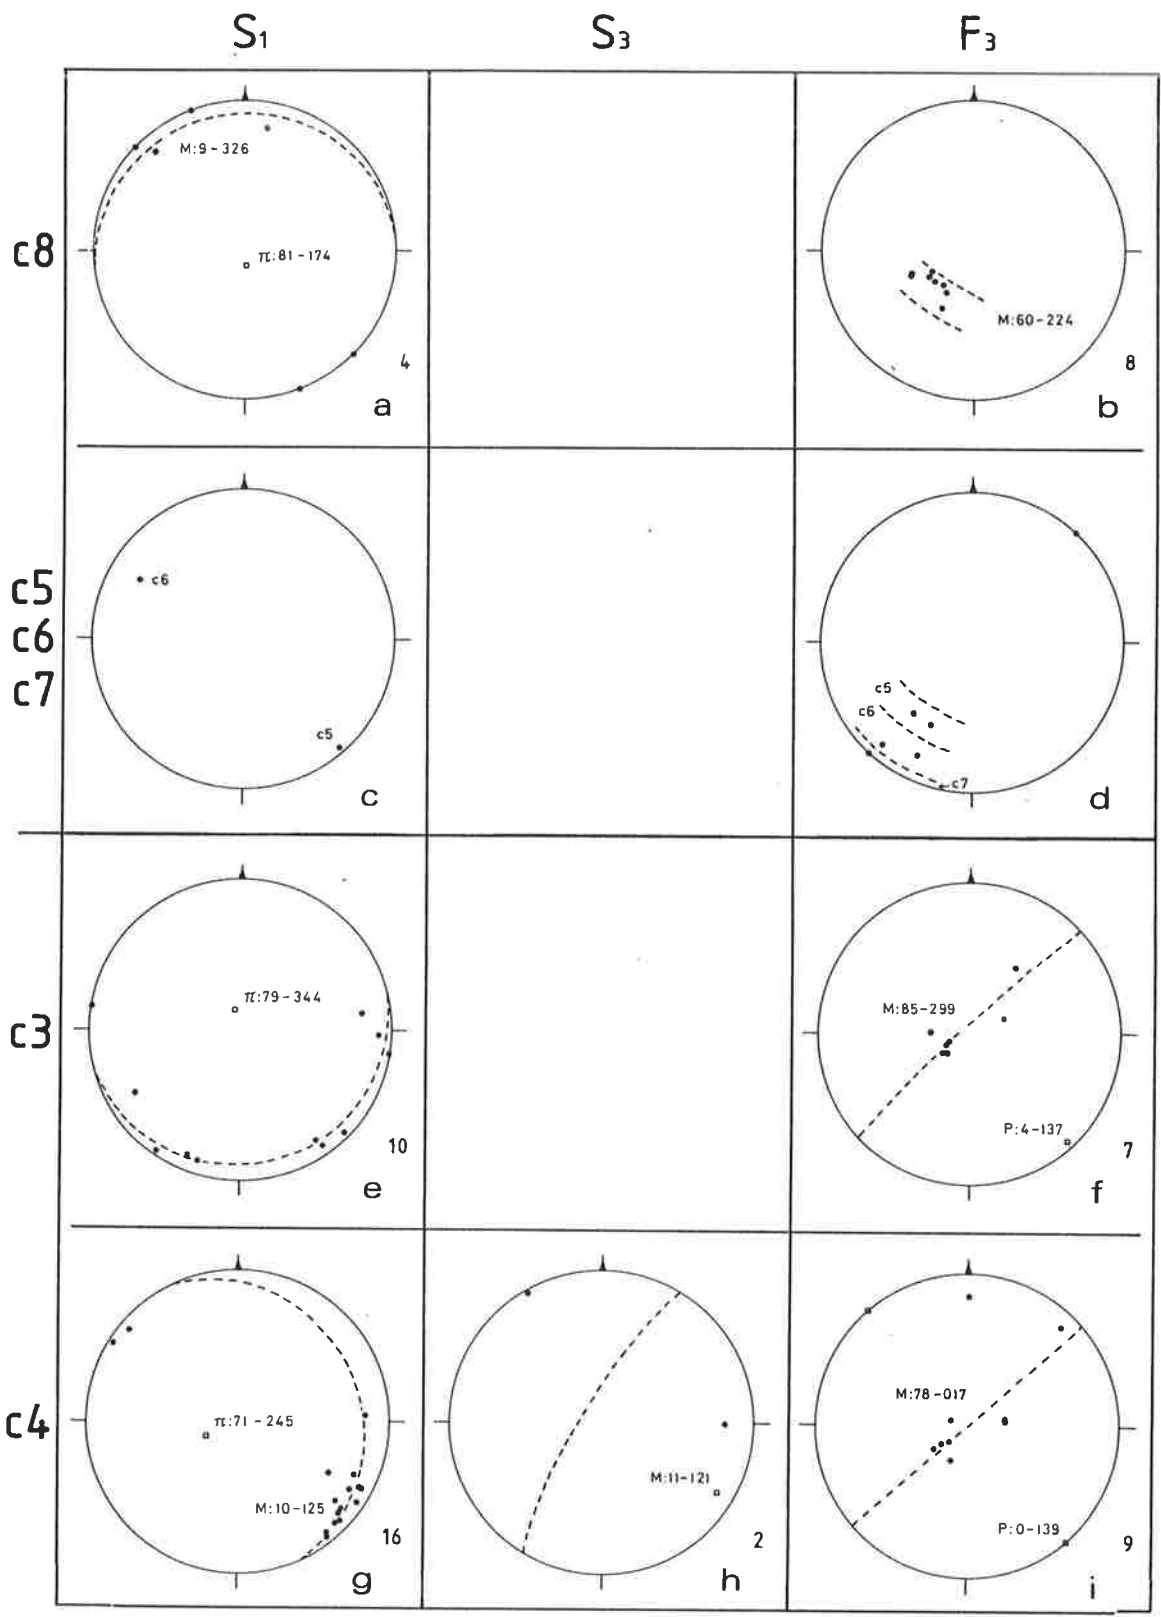 S1 S3 F3
c8
M:9-326
π:81-174
4
a
M:60-224
8
b
c5
c6
c7
c6
c5
c
c5
c6
c7
d
c3
π:79-344
10
e
M:85-299
P:4-137
7
f
c4
π:71-245
M:10-125
16
g
M:11-121
2
h
M:78-017
P:0-139
9
i